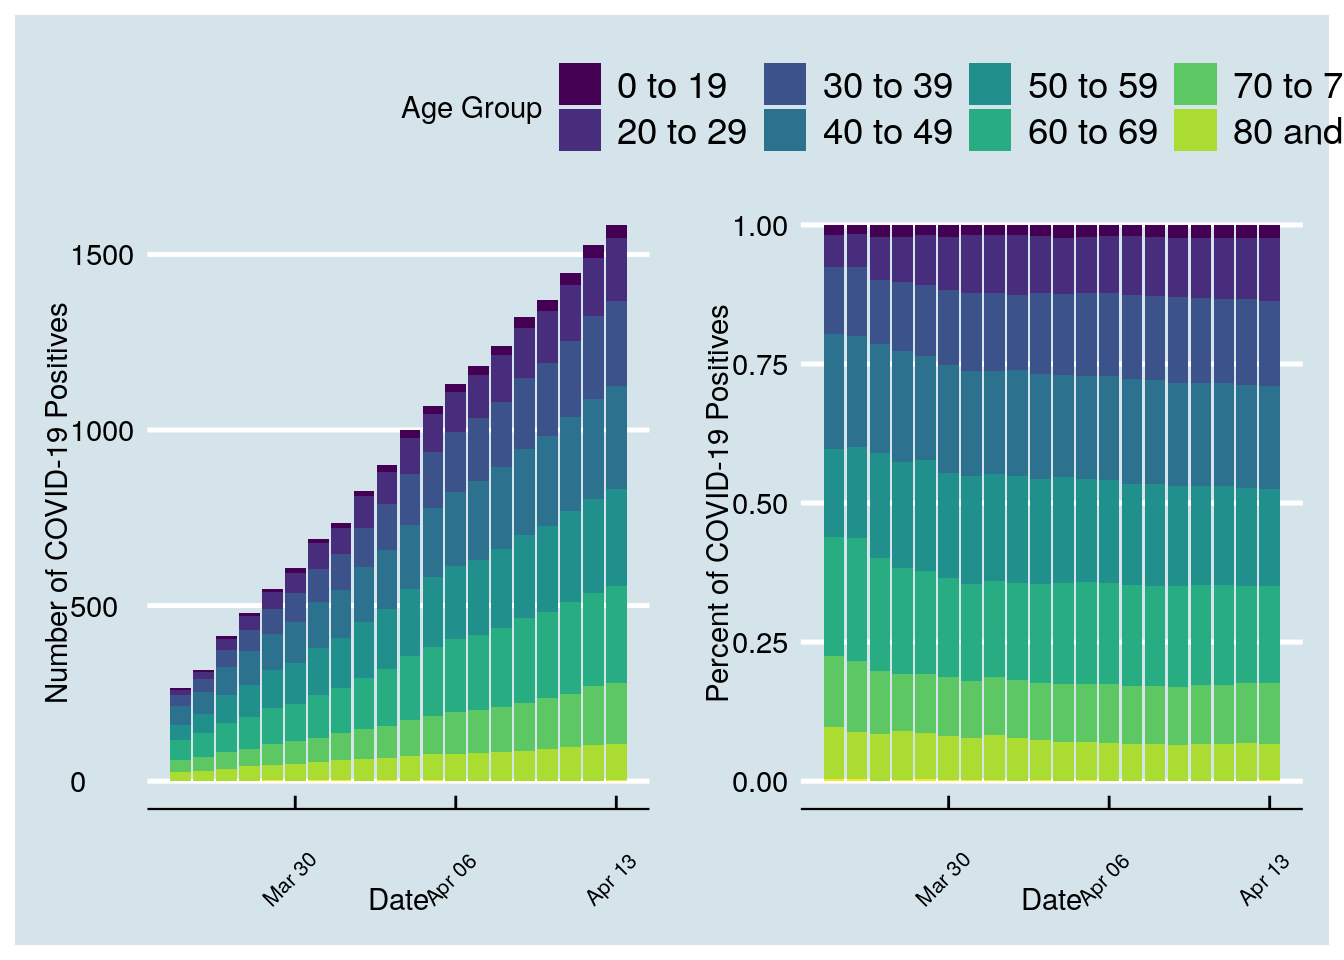 Age Group
0 to 19
30 to 39
50 to 59
70 to 7
20 to 29
40 to 49
60 to 69
80 and
Number of COVID-19 Positives
1500
1000
500
0
Mar 30
Apr 06
Apr 13
Date
Percent of COVID-19 Positives
1.00
0.75
0.50
0.25
0.00
Mar 30
Apr 06
Apr 13
Date